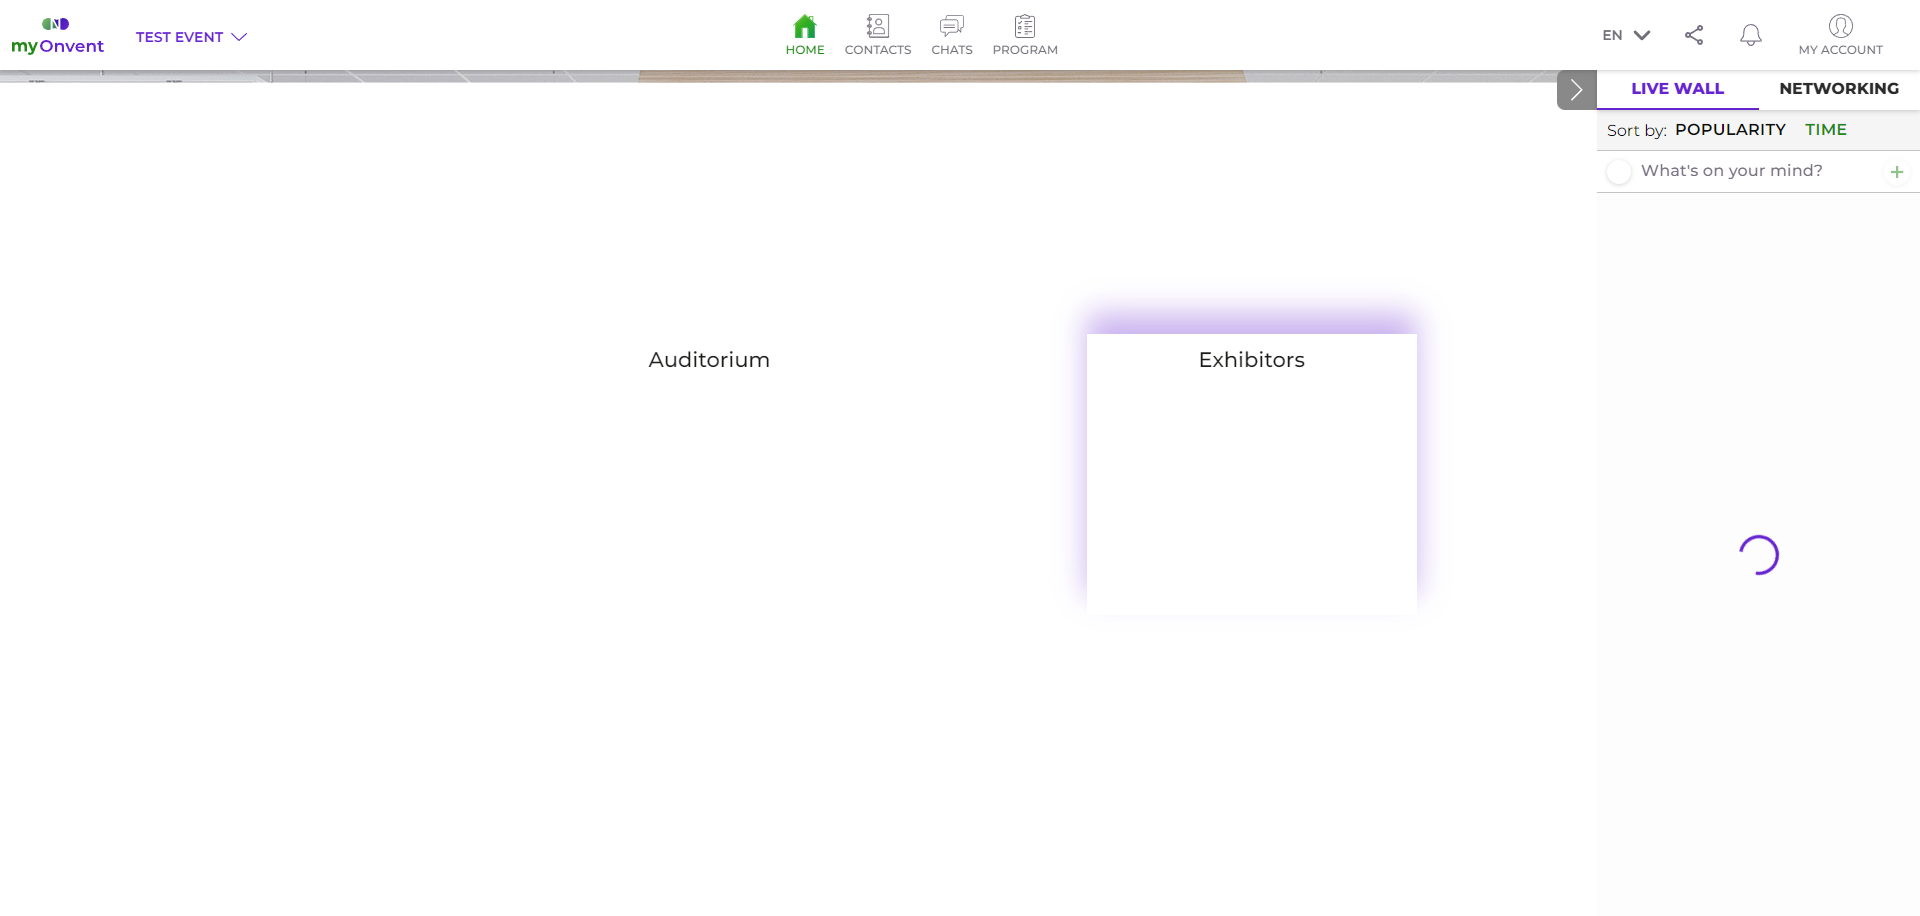 myOnvent
TEST EVENT
HOME
CONTACTS
CHATS
PROGRAM
EN
MY ACCOUNT
LIVE WALL
NETWORKING
Sort by: POPULARITY TIME
What's on your mind?
Auditorium
Exhibitors